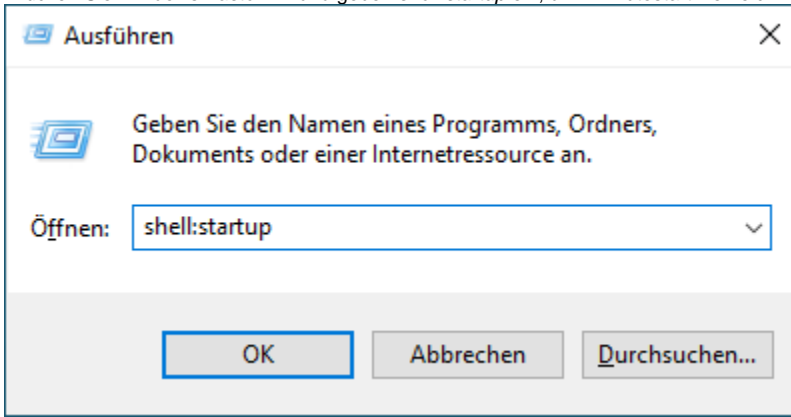 Ausführen
Geben Sie den Namen eines Programms, Ordners,
Dokuments oder einer Internetressource an.
Öffnen: shell:startup
OK Abbrechen Durchsuchen...